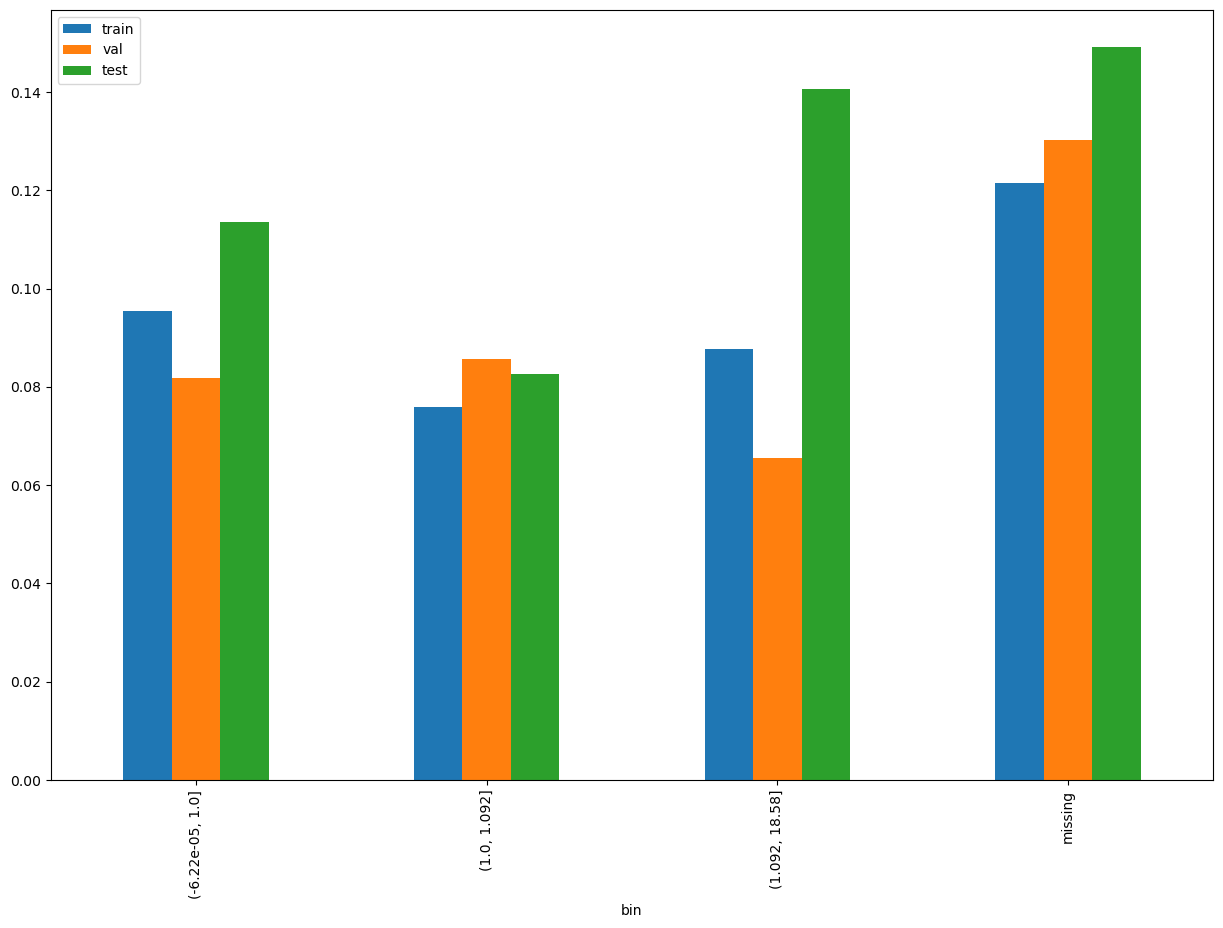 train
val
test
0.14
0.12
0.10
0.08
0.06
0.04
0.02
0.00
(-6.22e-05, 1.0]
(1.0, 1.092]
(1.092, 18.58]
missing
bin